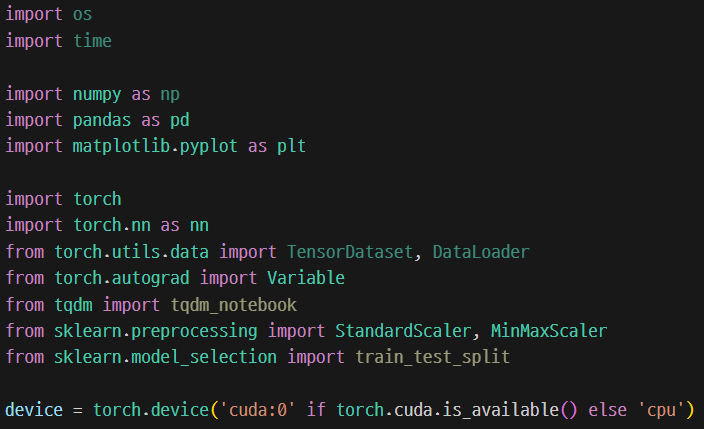 import os
import time
import numpy as np
import pandas as pd
import matplotlib.pyplot as plt
import torch
import torch.nn as nn
from torch.utils.data import TensorDataset, DataLoader
from torch.autograd import Variable
from tqdm import tqdm_notebook
from sklearn.preprocessing import StandardScaler, MinMaxScaler
from sklearn.model_selection import train_test_split
device = torch.device('cuda:0' if torch.cuda.is_available() else 'cpu')